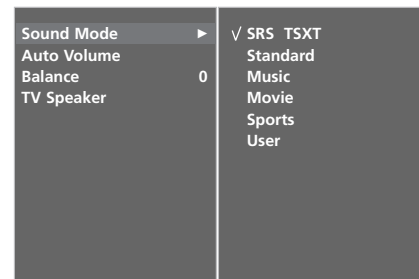 Sound Mode ►
Auto Volume
Balance 0
TV Speaker
√ SRS TSXT
Standard
Music
Movie
Sports
User